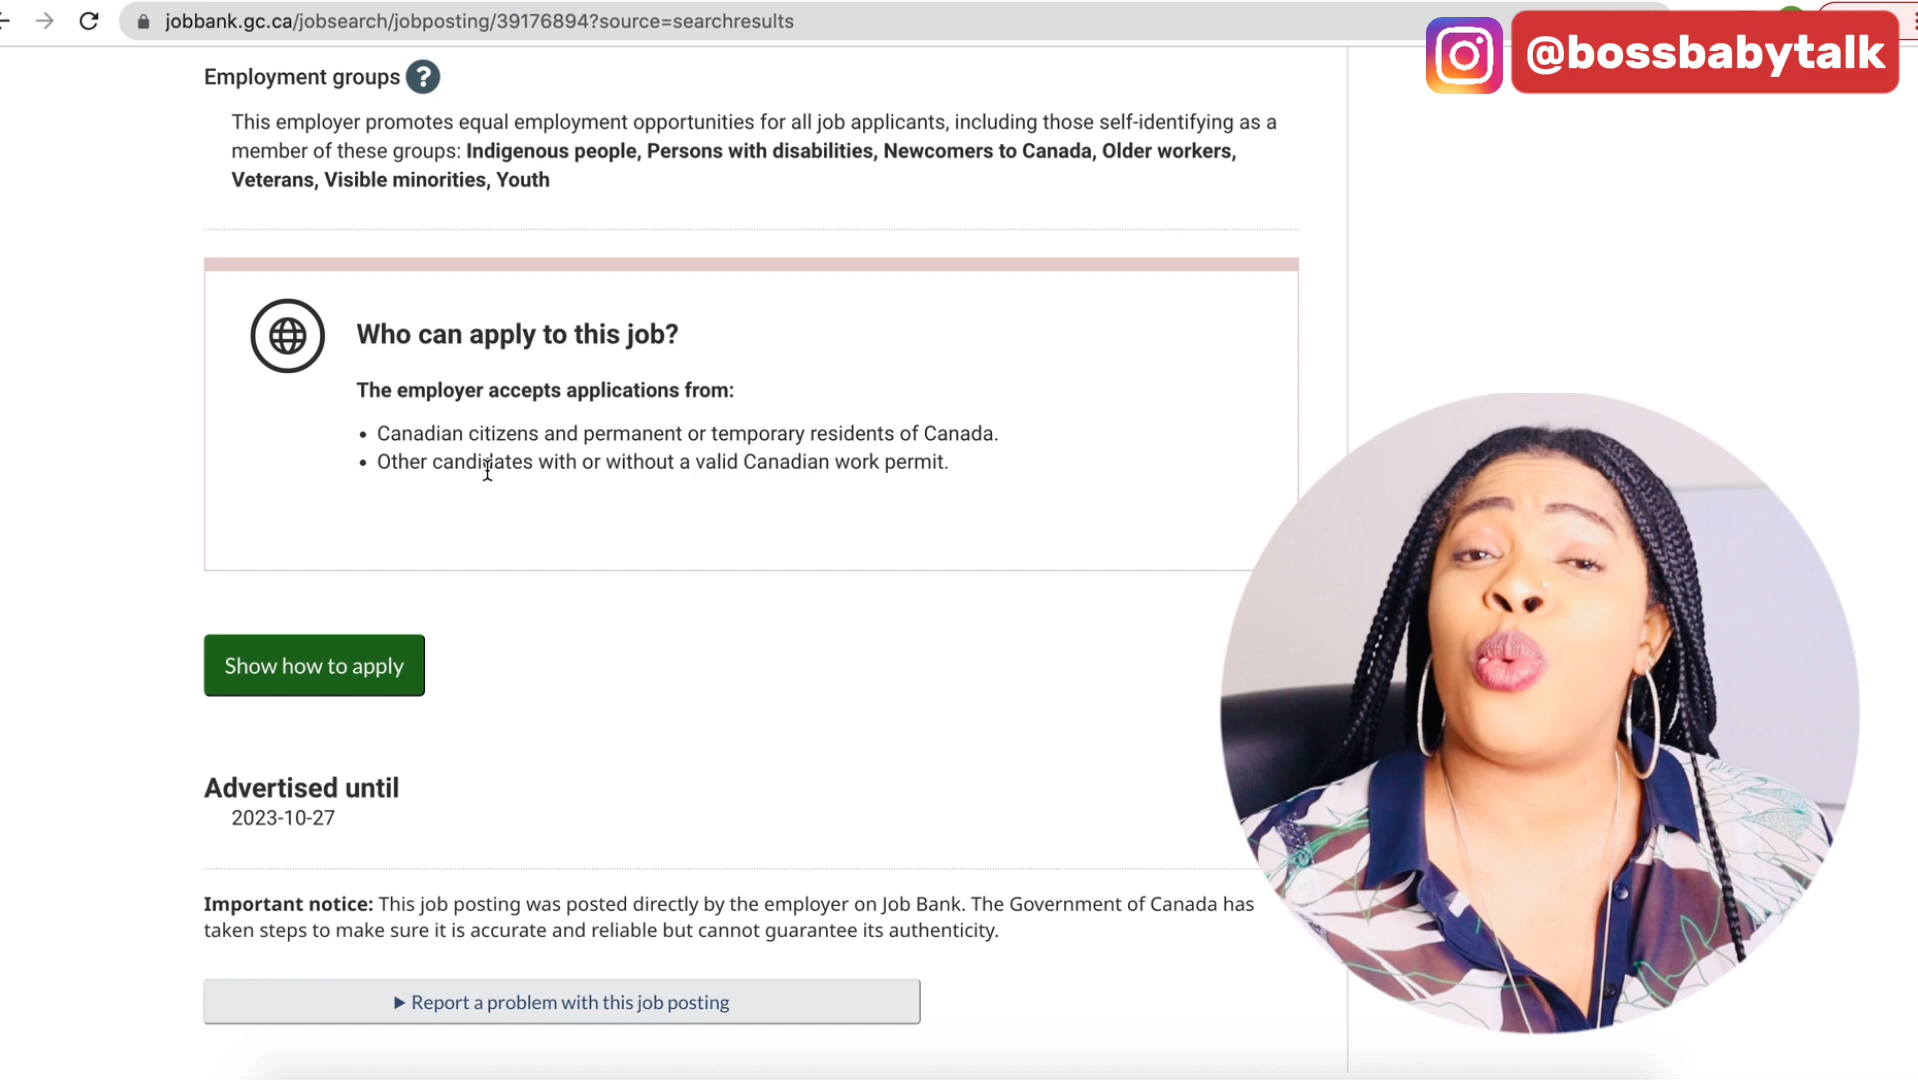 jobbank.gc.ca/jobsearch/jobposting/39176894?source=searchresults
@bossbabytalk
Employment groups ?
This employer promotes equal employment opportunities for all job applicants, including those self-identifying as a
member of these groups: Indigenous people, Persons with disabilities, Newcomers to Canada, Older workers,
Veterans, Visible minorities, Youth
Who can apply to this job?
The employer accepts applications from:
• Canadian citizens and permanent or temporary residents of Canada.
• Other candidates with or without a valid Canadian work permit.
Show how to apply
Advertised until
2023-10-27
Important notice: This job posting was posted directly by the employer on Job Bank. The Government of Canada has
taken steps to make sure it is accurate and reliable but cannot guarantee its authenticity.
Report a problem with this job posting